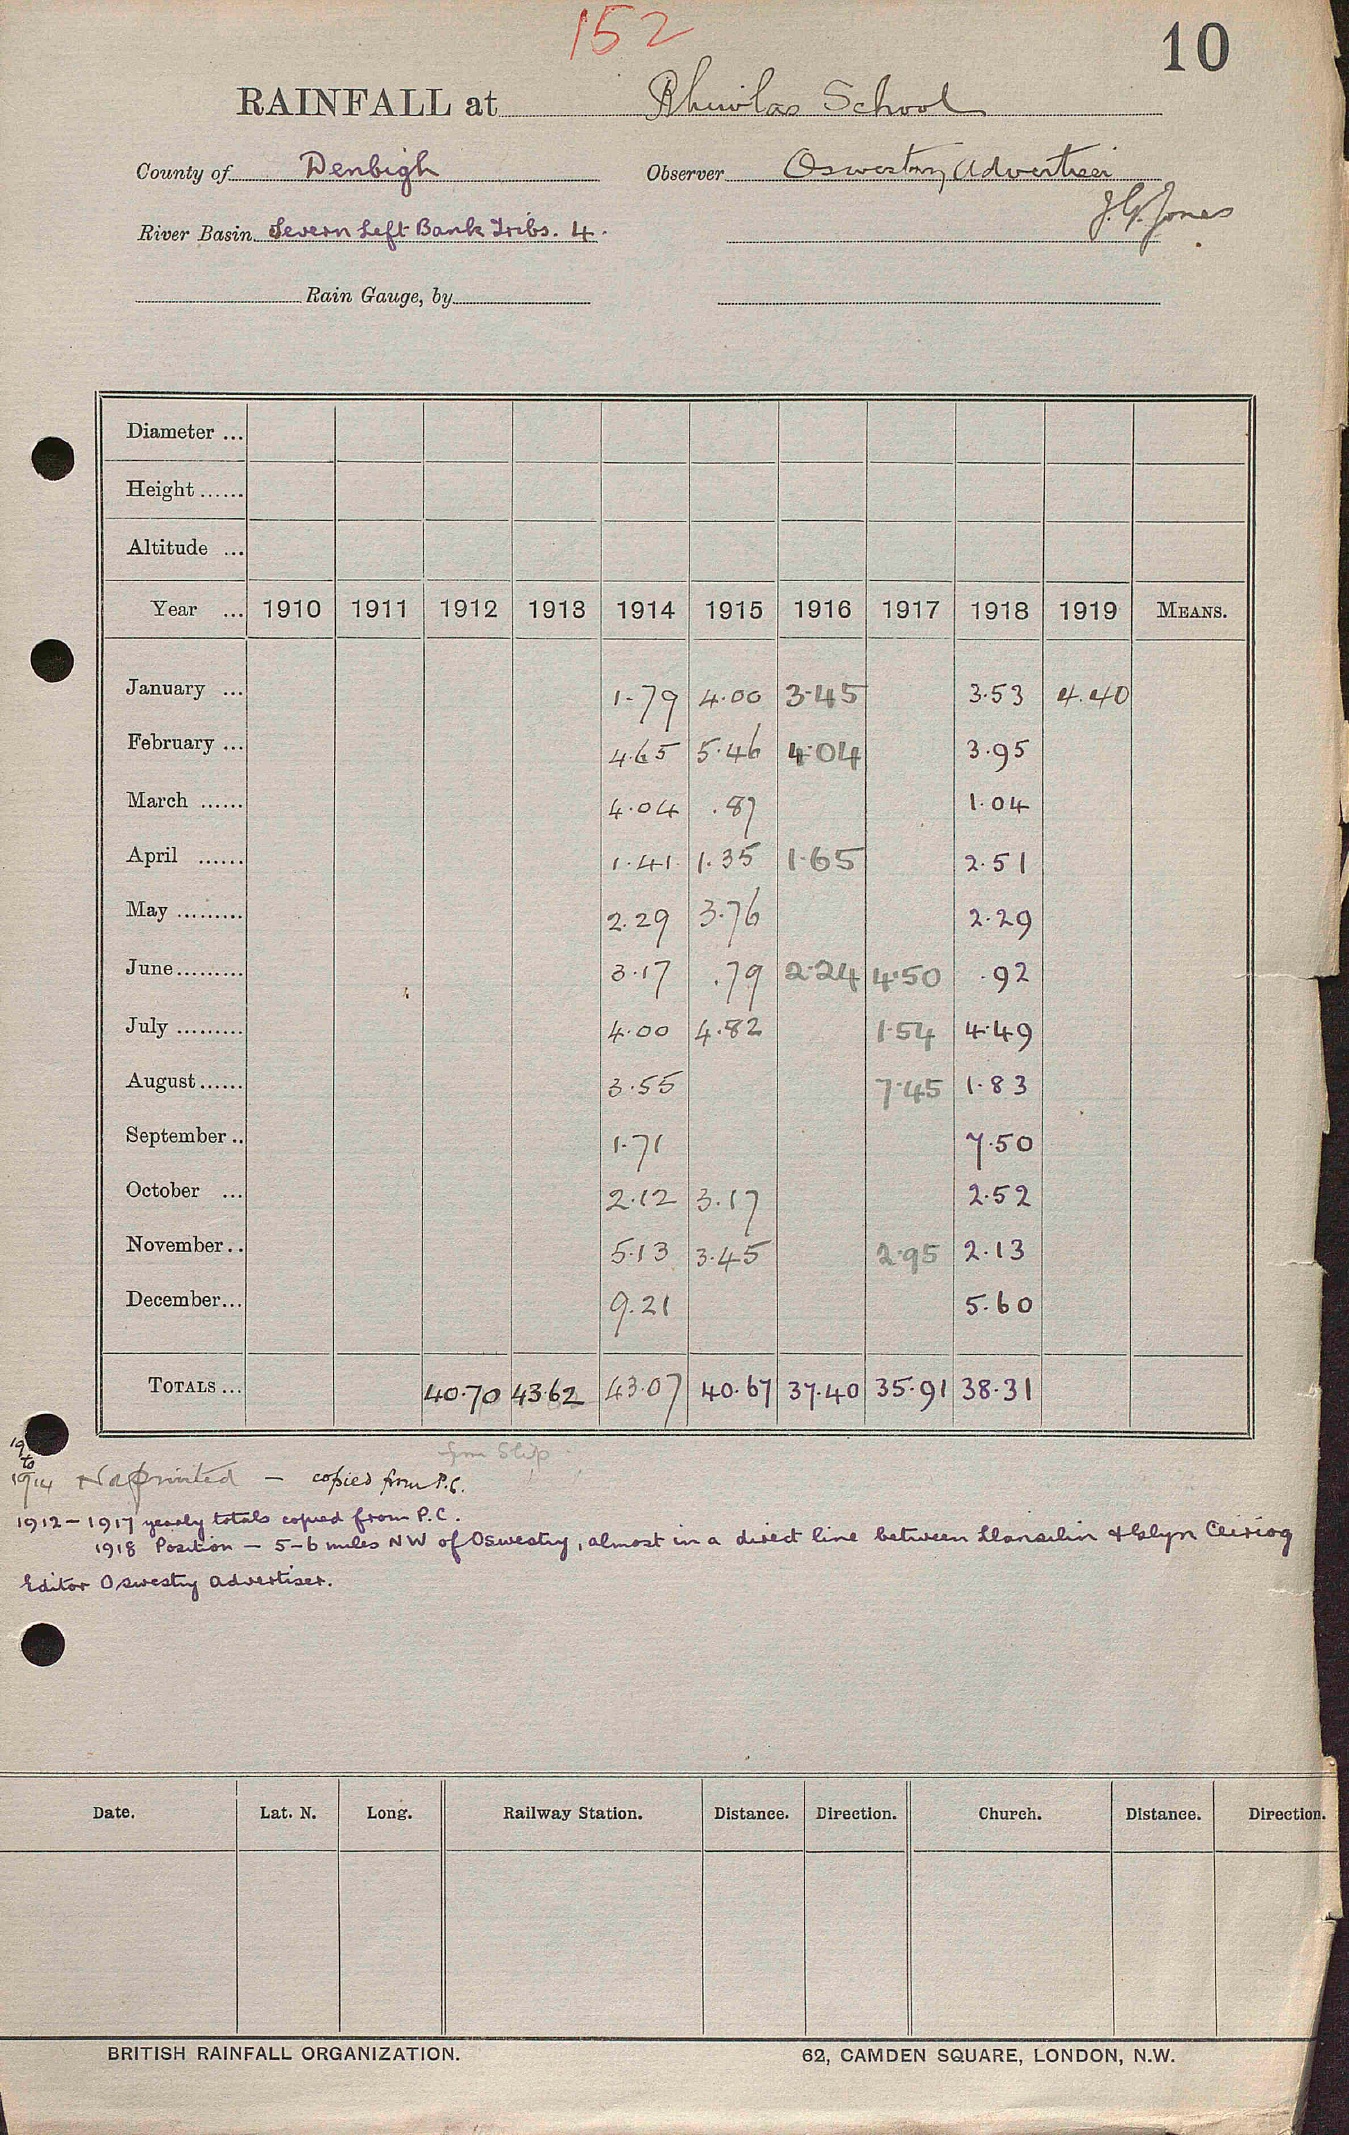 152
10
RAINFALL at Rhiwlas School
County of Denbigh Observer Oswestry Advertiser
J. G. Jones
River Basin Severn Left Bank Tribs. 4.
Rain Gauge, by
Diameter ...
Height ......
Altitude ...
Year ... 1910 1911 1912 1913 1914 1915 1916 1917 1918 1919 MEANS.
January ... 1.79 4.00 3.45 3.53 4.40
February ... 4.65 5.46 4.04 3.95
March ...... 4.04 .87 1.04
April ...... 1.41 1.35 1.65 2.51
May ......... 2.29 3.76 2.29
June ......... 3.17 .79 2.24 4.50 .92
July ......... 4.00 4.82 1.54 4.49
August ...... 3.55 7.45 1.83
September .. 1.71 7.50
October ... 2.12 3.17 2.52
November .. 5.13 3.45 2.95 2.13
December ... 9.21 5.60
TOTALS ... 40.70 43.62 43.07 40.67 37.40 35.91 38.31
from Slip
19
to
1914 Not printed — copied from P.C.
1912–1917 yearly totals copied from P.C.
1918 Position — 5–6 miles NW of Oswestry, almost in a direct line between Llansilin & Glyn Ceiriog
Editor Oswestry Advertiser.
Date. Lat. N. Long. Railway Station. Distance. Direction. Church. Distance. Direction.
BRITISH RAINFALL ORGANIZATION. 62, CAMDEN SQUARE, LONDON, N.W.